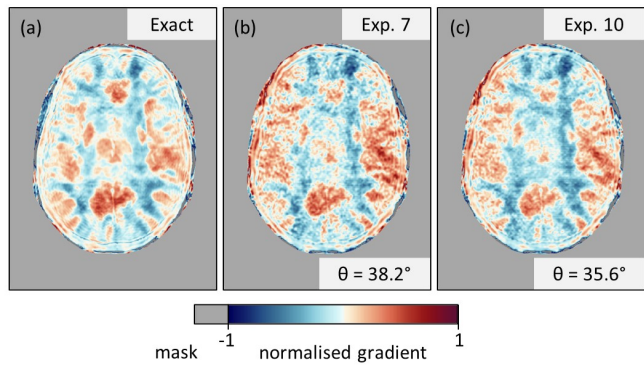 (a) Exact
(b) Exp. 7
(c) Exp. 10
θ = 38.2°
θ = 35.6°
mask -1 normalised gradient 1